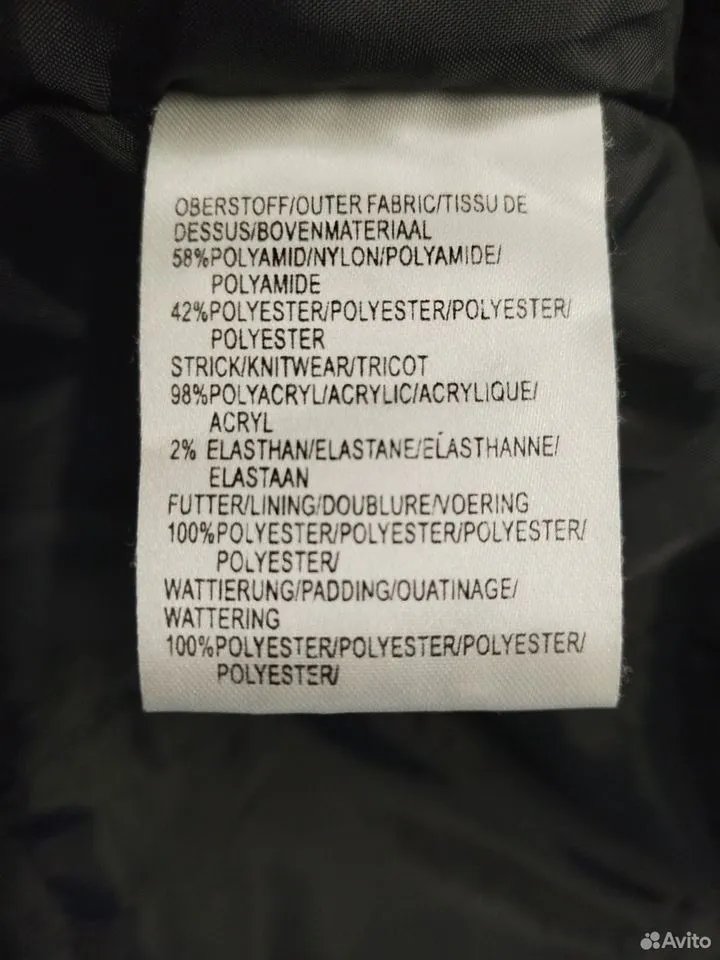 OBERSTOFF/OUTER FABRIC/TISSU DE
DESSUS/BOVENMATERIAAL
58%POLYAMID/NYLON/POLYAMIDE/
POLYAMIDE
42%POLYESTER/POLYESTER/POLYESTER/
POLYESTER
STRICK/KNITWEAR/TRICOT
98%POLYACRYL/ACRYLIC/ACRYLIQUE/
ACRYL
2% ELASTHAN/ELASTANE/ELASTHANNE/
ELASTAAN
FUTTER/LINING/DOUBLURE/VOERING
100%POLYESTER/POLYESTER/POLYESTER/
POLYESTER/
WATTIERUNG/PADDING/OUATINAGE/
WATTERING
100%POLYESTER/POLYESTER/POLYESTER/
POLYESTER/
Avito